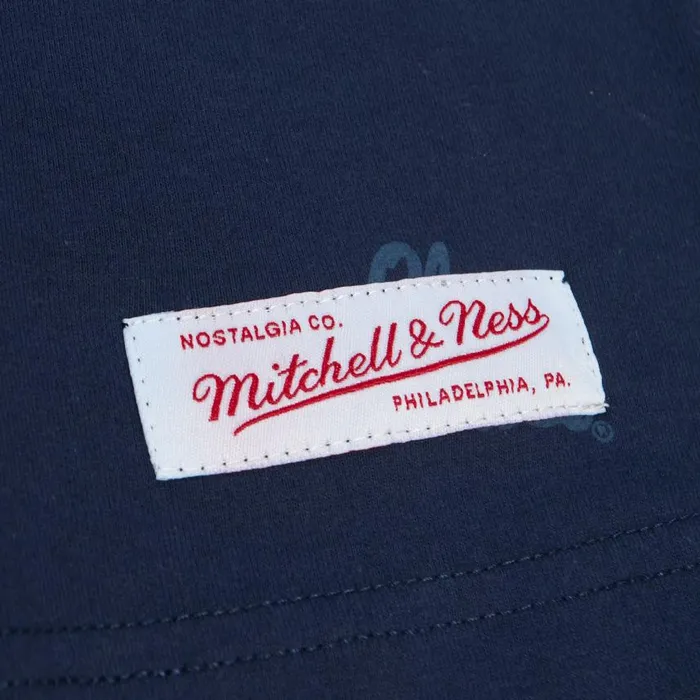 NOSTALGIA CO.
Mitchell & Ness
PHILADELPHIA, PA.
®